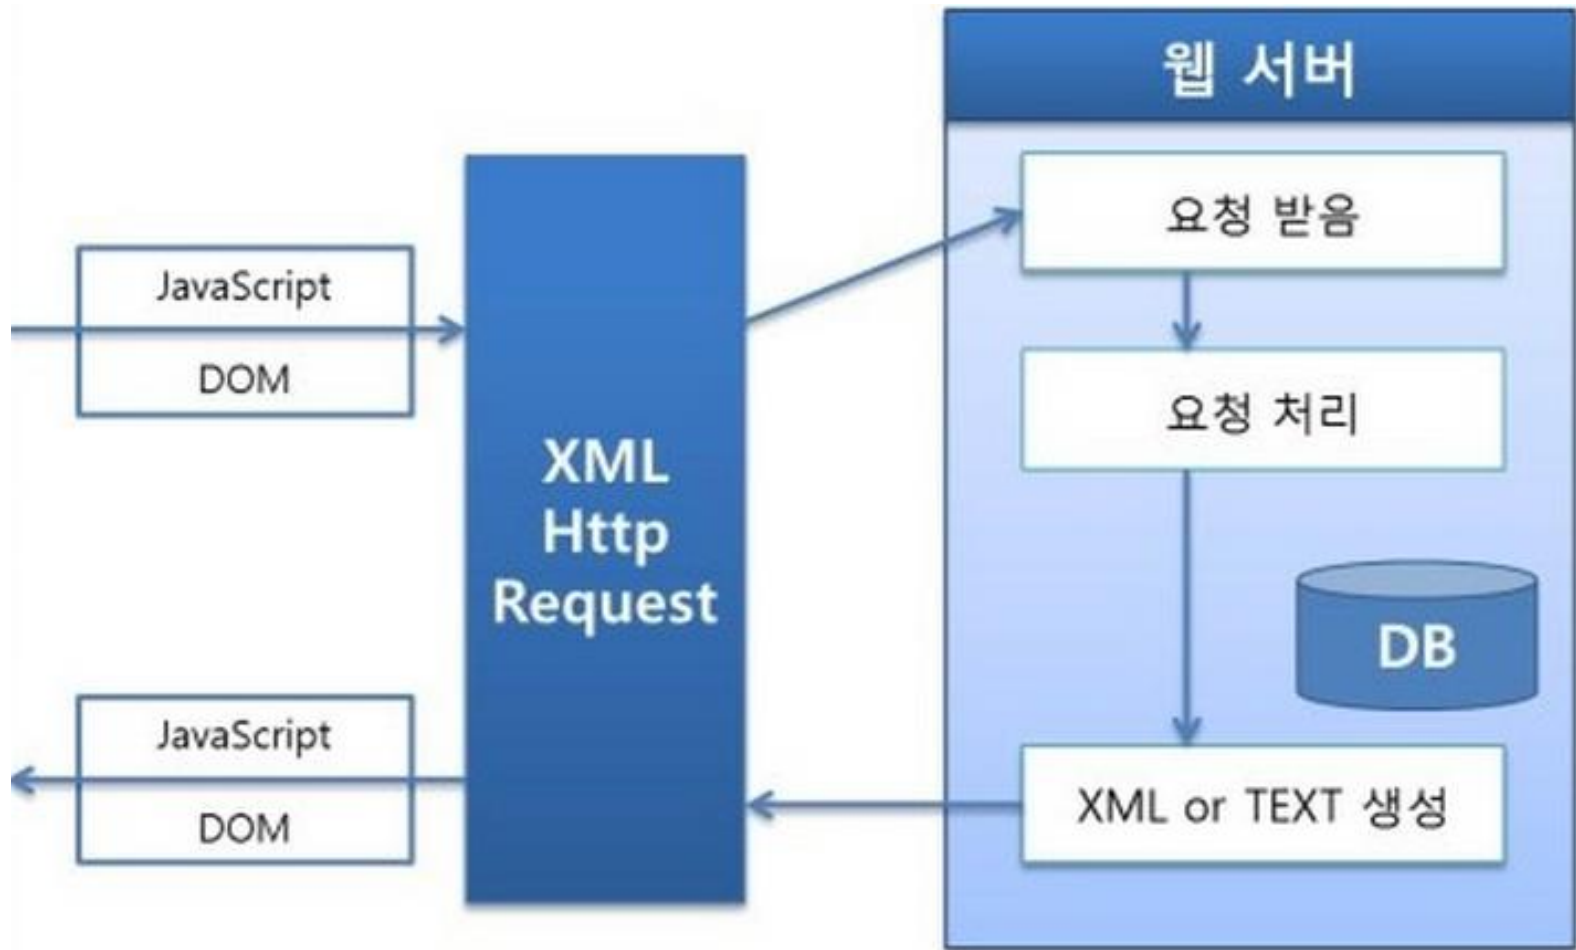 웹 서버
요청 받음
JavaScript
DOM
요청 처리
XML
Http
Request
DB
JavaScript
DOM
XML or TEXT 생성